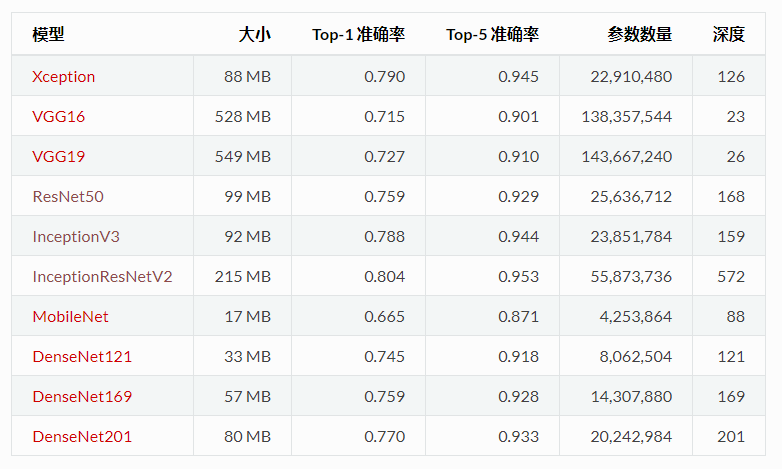 模型 大小 Top-1 准确率 Top-5 准确率 参数数量 深度
Xception 88 MB 0.790 0.945 22,910,480 126
VGG16 528 MB 0.715 0.901 138,357,544 23
VGG19 549 MB 0.727 0.910 143,667,240 26
ResNet50 99 MB 0.759 0.929 25,636,712 168
InceptionV3 92 MB 0.788 0.944 23,851,784 159
InceptionResNetV2 215 MB 0.804 0.953 55,873,736 572
MobileNet 17 MB 0.665 0.871 4,253,864 88
DenseNet121 33 MB 0.745 0.918 8,062,504 121
DenseNet169 57 MB 0.759 0.928 14,307,880 169
DenseNet201 80 MB 0.770 0.933 20,242,984 201